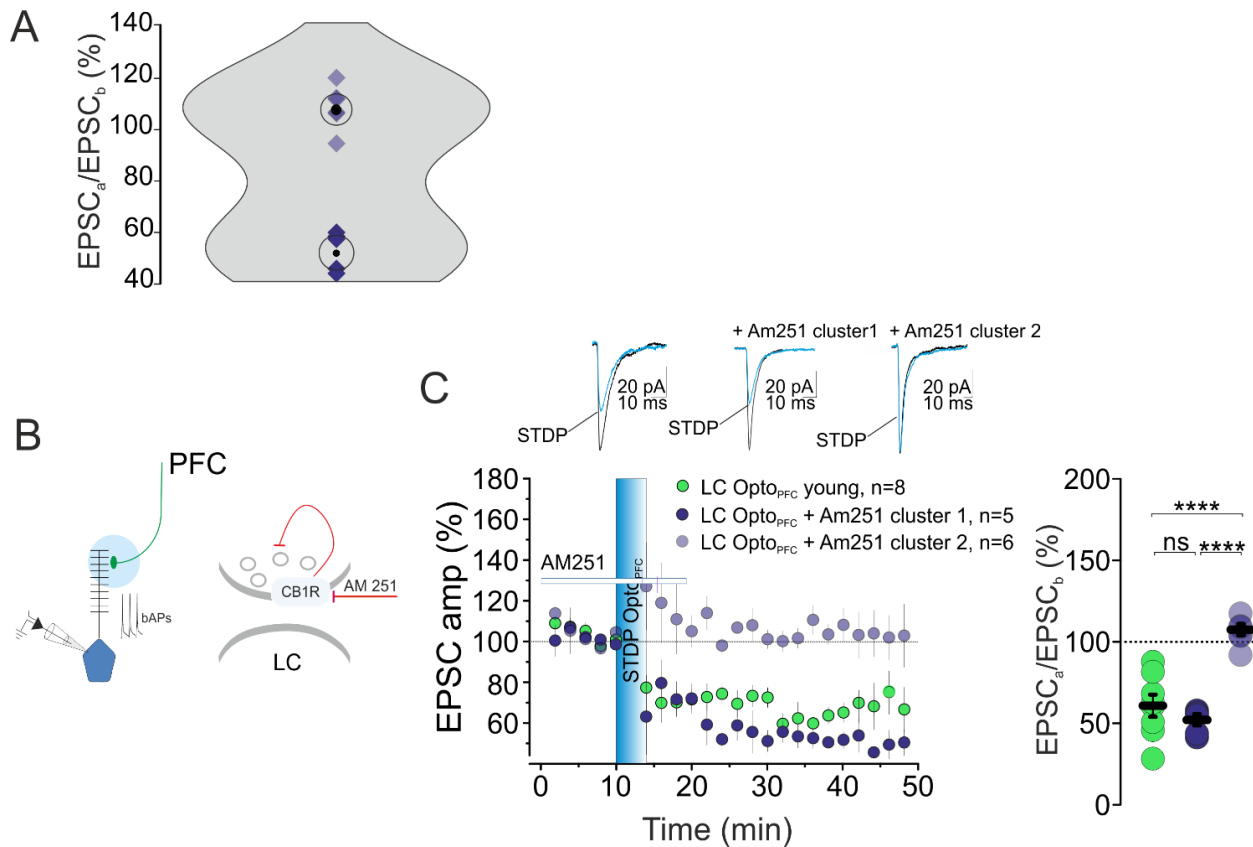 A
EPSCa/EPSCb (%)
140
120
100
80
60
40
B
PFC
bAPs
CB1R
AM 251
LC
C
+ Am251 cluster1
+ Am251 cluster 2
20 pA
10 ms
STDP
20 pA
10 ms
STDP
20 pA
10 ms
STDP
EPSC amp (%)
180
160
140
120
100
80
60
LC OptoPFC young, n=8
LC OptoPFC + Am251 cluster 1, n=5
LC OptoPFC + Am251 cluster 2, n=6
AM251
STDP OptoPFC
0 10 20 30 40 50
Time (min)
EPSCa/EPSCb (%)
200
150
100
50
0
****
ns
****